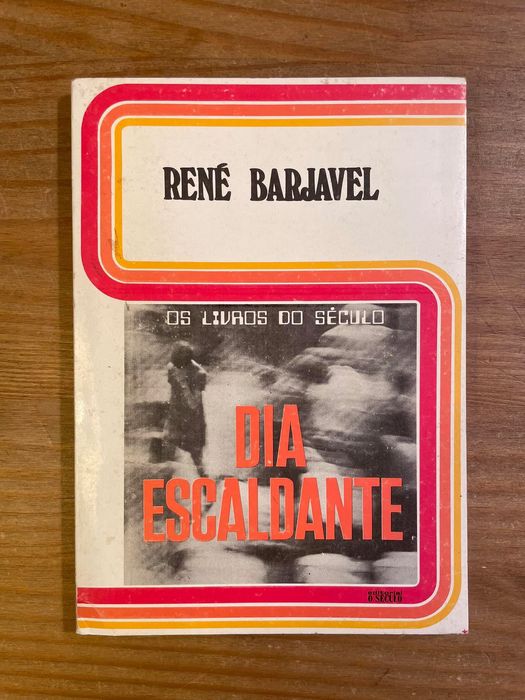 RENÉ BARJAVEL
OS LIVROS DO SÉCULO
DIA
ESCALDANTE
editorial
O SÉCULO